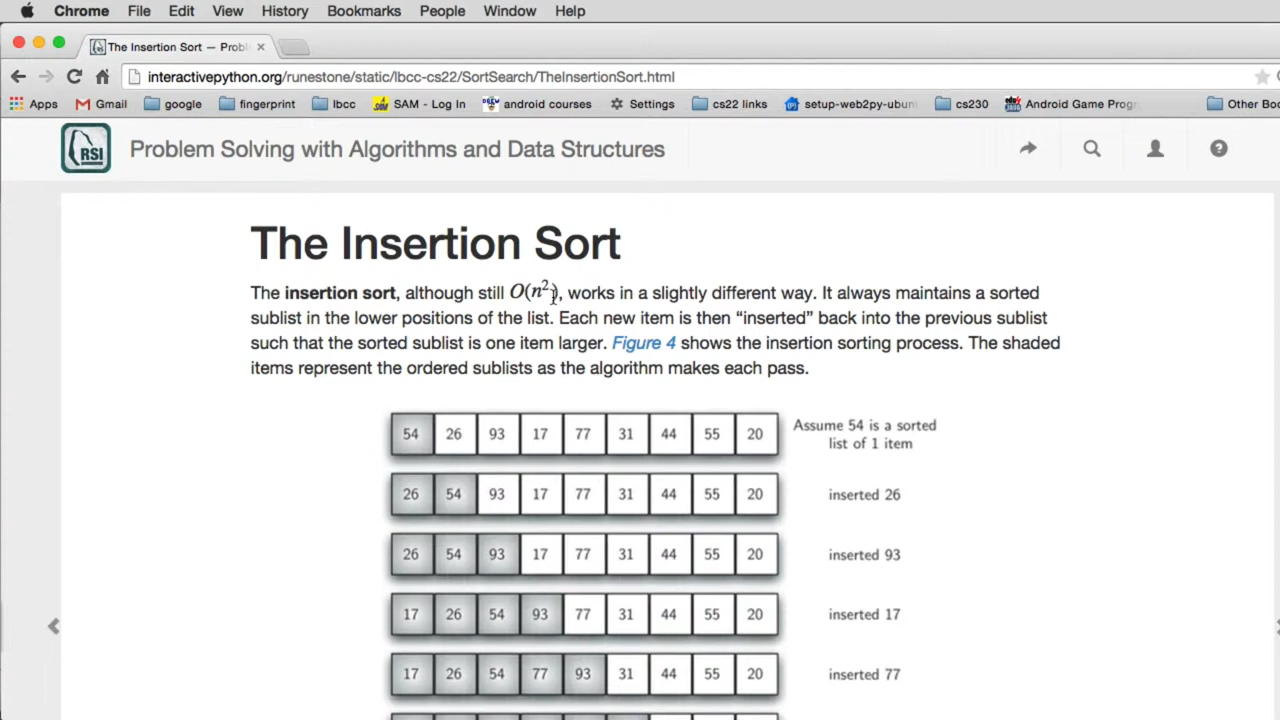 Chrome File Edit View History Bookmarks People Window Help
The Insertion Sort — Probl
interactivepython.org/runestone/static/lbcc-cs22/SortSearch/TheInsertionSort.html
Apps Gmail google fingerprint lbcc SAM - Log In android courses Settings cs22 links setup-web2py-ubun cs230 Android Game Prog Other Boo
RSI Problem Solving with Algorithms and Data Structures
The Insertion Sort
The insertion sort, although still O(n²), works in a slightly different way. It always maintains a sorted
sublist in the lower positions of the list. Each new item is then “inserted” back into the previous sublist
such that the sorted sublist is one item larger. Figure 4 shows the insertion sorting process. The shaded
items represent the ordered sublists as the algorithm makes each pass.
54 26 93 17 77 31 44 55 20 Assume 54 is a sorted
list of 1 item
26 54 93 17 77 31 44 55 20 inserted 26
26 54 93 17 77 31 44 55 20 inserted 93
17 26 54 93 77 31 44 55 20 inserted 17
17 26 54 77 93 31 44 55 20 inserted 77